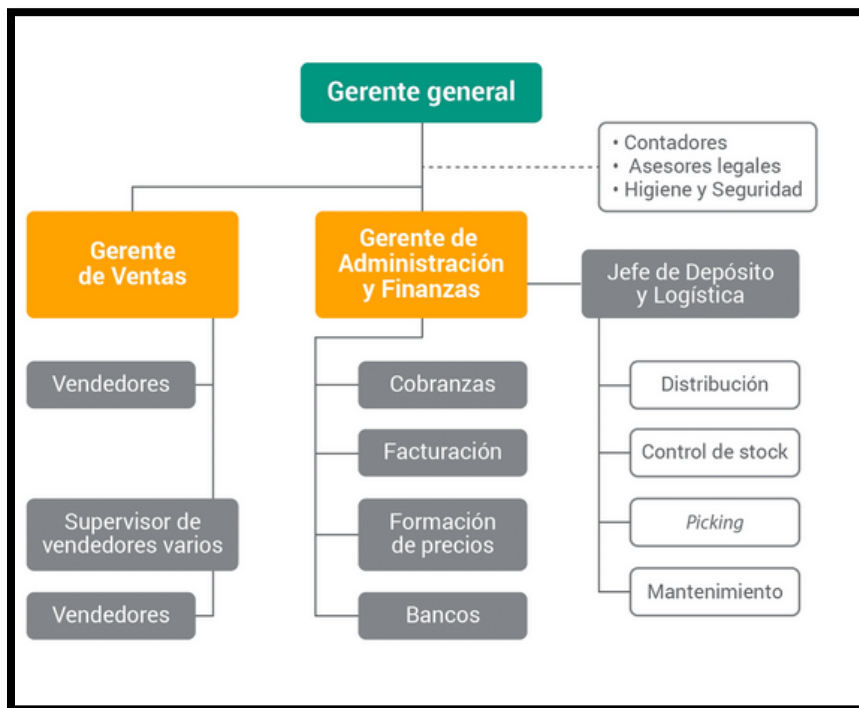 Gerente general
• Contadores
• Asesores legales
• Higiene y Seguridad
Gerente
de Ventas
Gerente de
Administración
y Finanzas
Jefe de Depósito
y Logística
Vendedores
Supervisor de
vendedores varios
Vendedores
Cobranzas
Facturación
Formación
de precios
Bancos
Distribución
Control de stock
Picking
Mantenimiento